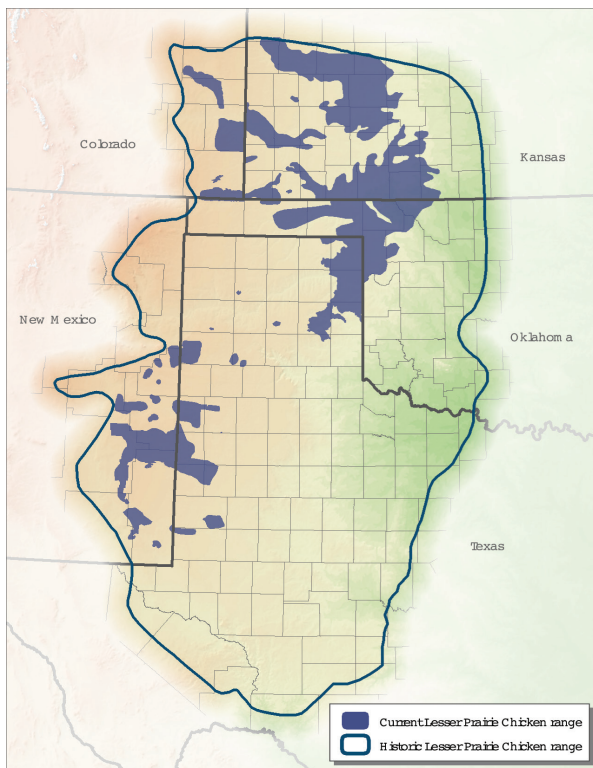 Colorado
Kansas
New Mexico
Oklahoma
Texas
Current Lesser Prairie Chicken range
Historic Lesser Prairie Chicken range